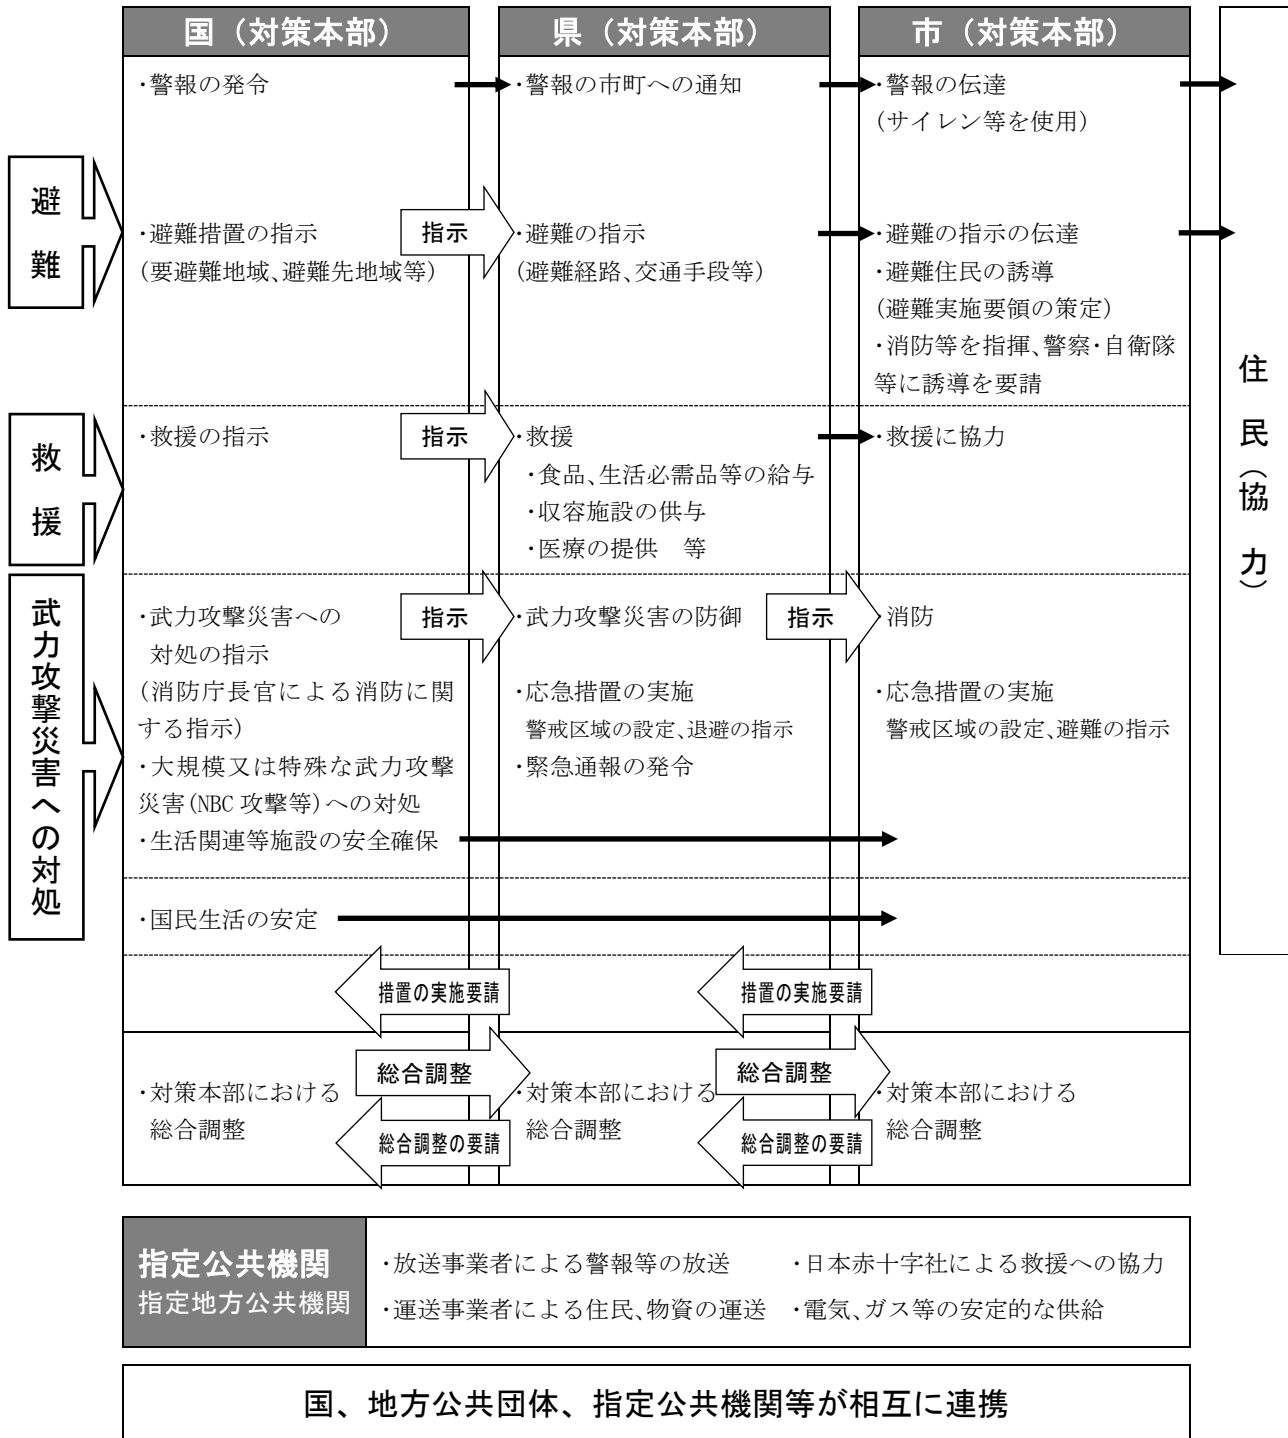 国（対策本部）
県（対策本部）
市（対策本部）
避難
・警報の発令
・警報の市町への通知
・警報の伝達
（サイレン等を使用）
・避難措置の指示
（要避難地域、避難先地域等）
指示
・避難の指示
（避難経路、交通手段等）
・避難の指示の伝達
・避難住民の誘導
（避難実施要領の策定）
・消防等を指揮、警察・自衛隊
等に誘導を要請
救援
・救援の指示
指示
・救援
・食品、生活必需品等の給与
・収容施設の供与
・医療の提供　等
・救援に協力
武力攻撃災害への対処
・武力攻撃災害への
対処の指示
（消防庁長官による消防に関
する指示）
・大規模又は特殊な武力攻撃
災害（NBC 攻撃等）への対処
・生活関連等施設の安全確保
指示
・武力攻撃災害の防御
・応急措置の実施
警戒区域の設定、退避の指示
・緊急通報の発令
指示
・消防
・応急措置の実施
警戒区域の設定、避難の指示
・国民生活の安定
措置の実施要請
措置の実施要請
・対策本部における
総合調整
総合調整
総合調整の要請
・対策本部における
総合調整
総合調整
総合調整の要請
・対策本部における
総合調整
住民（協力）
指定公共機関
指定地方公共機関
・放送事業者による警報等の放送
・日本赤十字社による救援への協力
・運送事業者による住民、物資の運送
・電気、ガス等の安定的な供給
国、地方公共団体、指定公共機関等が相互に連携